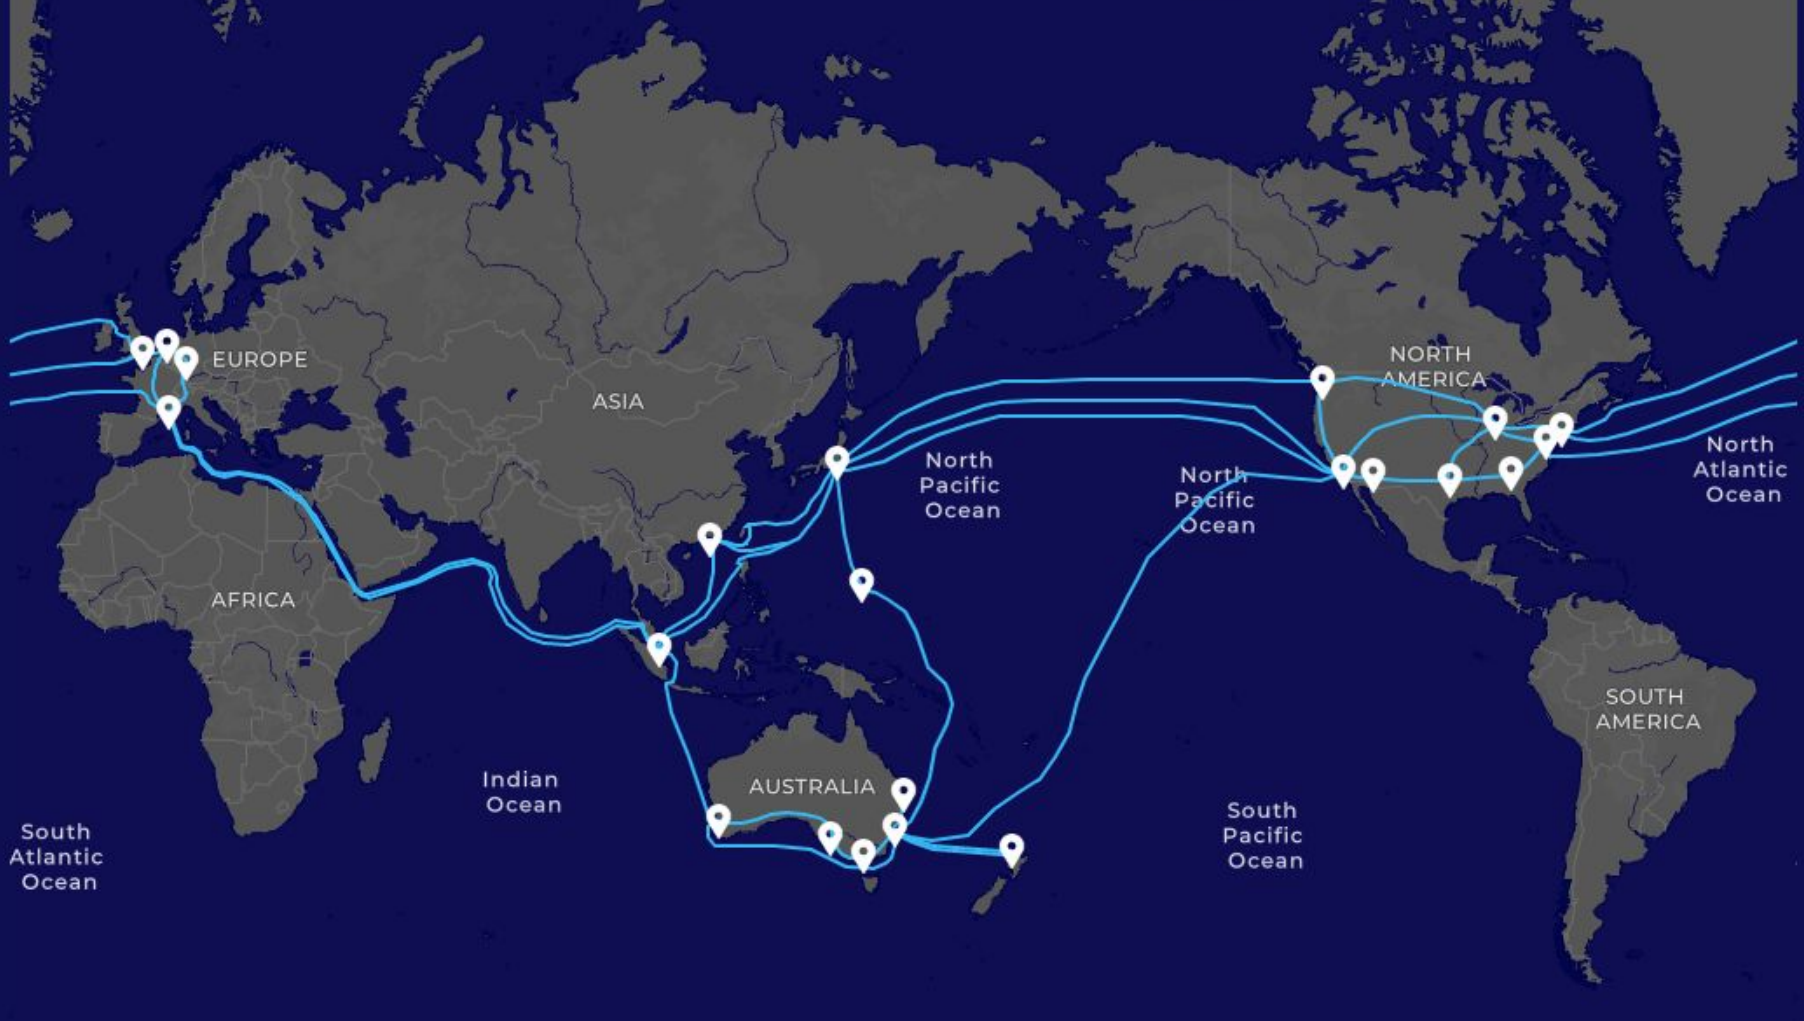 EUROPE
ASIA
NORTH
AMERICA
North
Pacific
Ocean
North
Pacific
Ocean
North
Atlantic
Ocean
AFRICA
SOUTH
AMERICA
AUSTRALIA
Indian
Ocean
South
Pacific
Ocean
South
Atlantic
Ocean